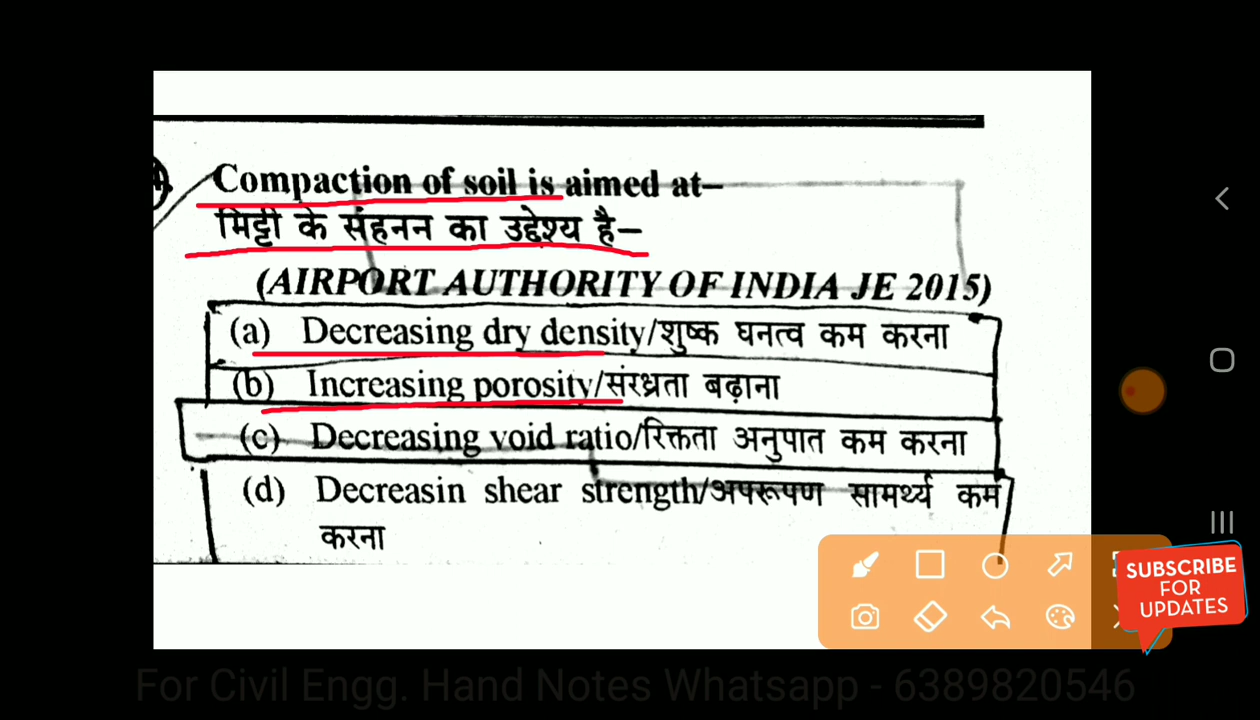 Compaction of soil is aimed at–
मिट्टी के संहनन का उद्देश्य है–
(AIRPORT AUTHORITY OF INDIA JE 2015)
(a) Decreasing dry density/शुष्क घनत्व कम करना
(b) Increasing porosity/संरध्रता बढ़ाना
(c) Decreasing void ratio/रिक्तता अनुपात कम करना
(d) Decreasin shear strength/अपरूपण सामर्थ्य कम
करना
SUBSCRIBE
FOR
UPDATES
For Civil Engg. Hand Notes Whatsapp - 6389820546